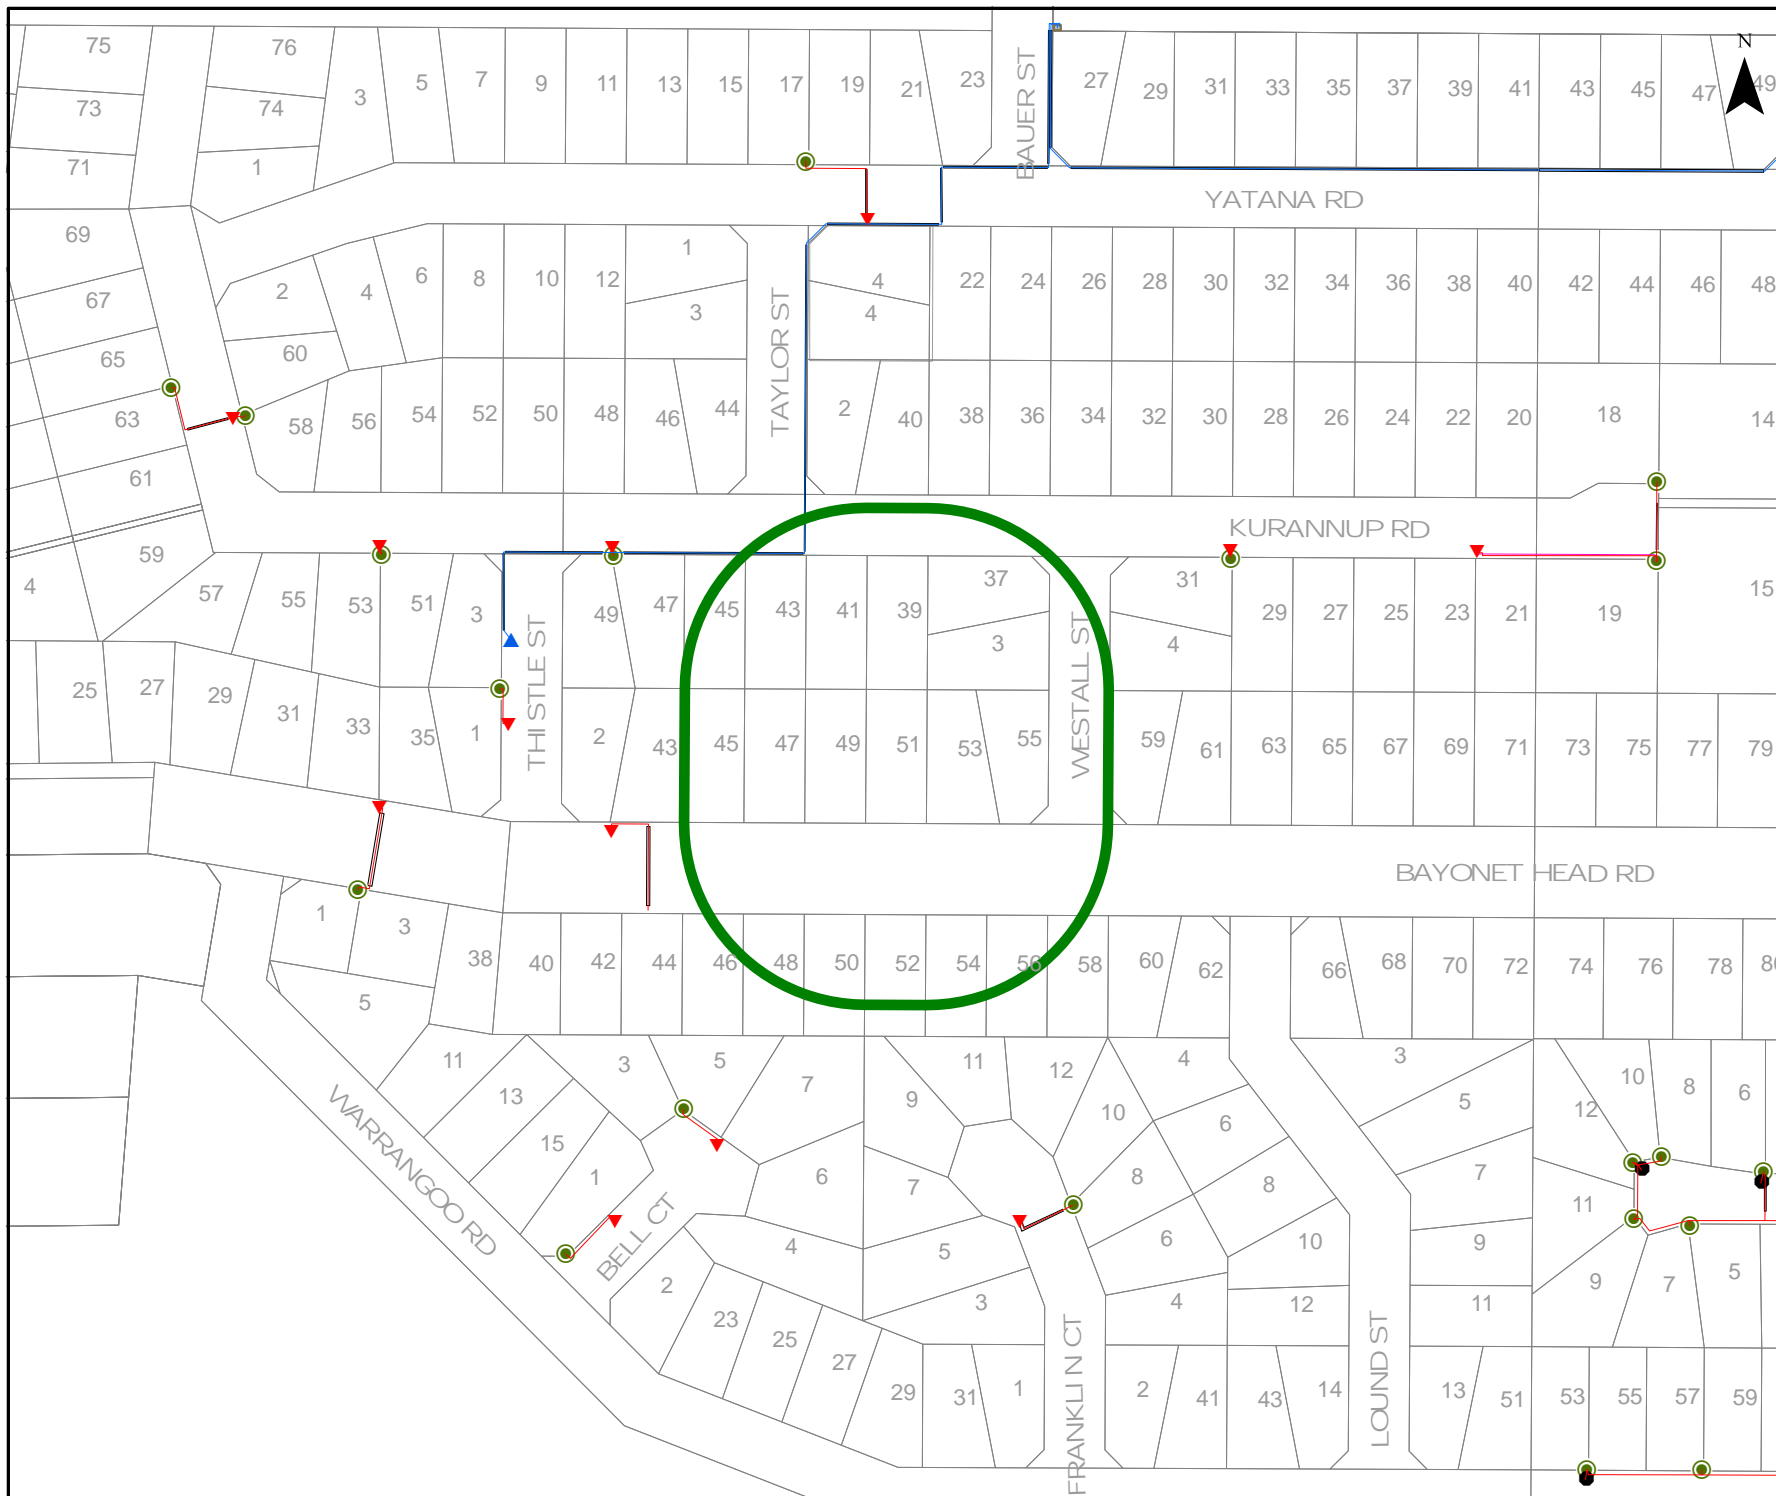 75 76 5 7 9 11 13 15 17 19 21 23 27 29 31 33 35 37 39 41 43 45 47 49
N
73 74 3
71 1
BAUER ST
YATANA RD
69 2 4 6 8 10 12 1 4 22 24 26 28 30 32 34 36 38 40 42 44 46 48
67 60 3 4
TAYLOR ST
65
63 58 56 54 52 50 48 46 44 2 40 38 36 34 32 30 28 26 24 22 20 18 14
61
KURANNUP RD
59
4 57 55 53 51 3 49 47 45 43 41 39 37 31 29 27 25 23 21 19 15
3 4
THISTLE ST
WESTALL ST
25 27 29 31 33 35 1 2 43 45 47 49 51 53 55 59 61 63 65 67 69 71 73 75 77 79
BAYONET HEAD RD
1 3 38 40 42 44 46 48 50 52 54 56 58 60 62 66 68 70 72 74 76 78
5
11 3 5 7 11 12 4 3 10 8 6
13 9 10 6 5 12
15 1 6 7 8 8 7 11
WARRANGOO RD
BELL CT
4 5 6 10 9 9 7 5
2 3 4 12 11
23 25 27 29 31 1 2 41 43 14 13 51 53 55 57 59
FRANKLIN CT
LOUND ST